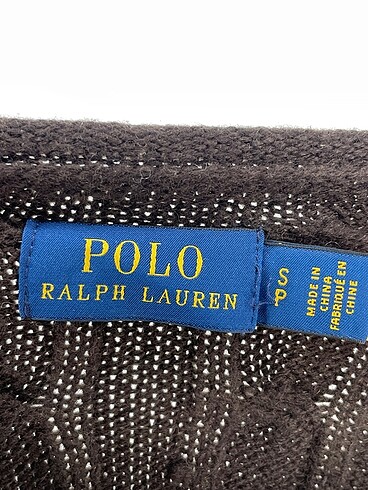 POLO
RALPH LAUREN
S
P
MADE IN
CHINA
FABRIQUÉ EN
CHINE